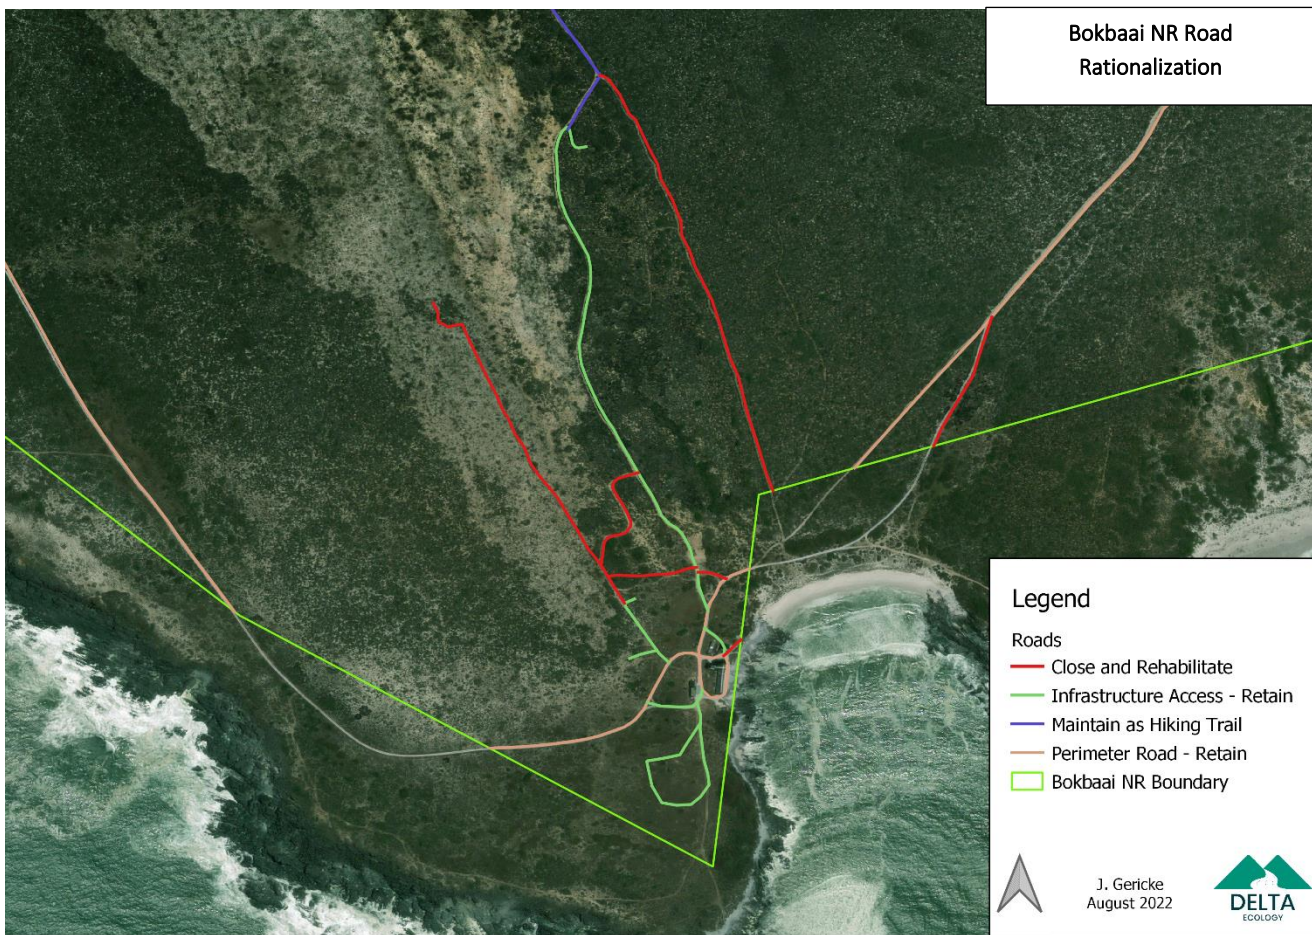 Bokbaai NR Road
Rationalization
Legend
Roads
Close and Rehabilitate
Infrastructure Access - Retain
Maintain as Hiking Trail
Perimeter Road - Retain
Bokbaai NR Boundary
J. Gericke
August 2022
DELTA
ECOLOGY